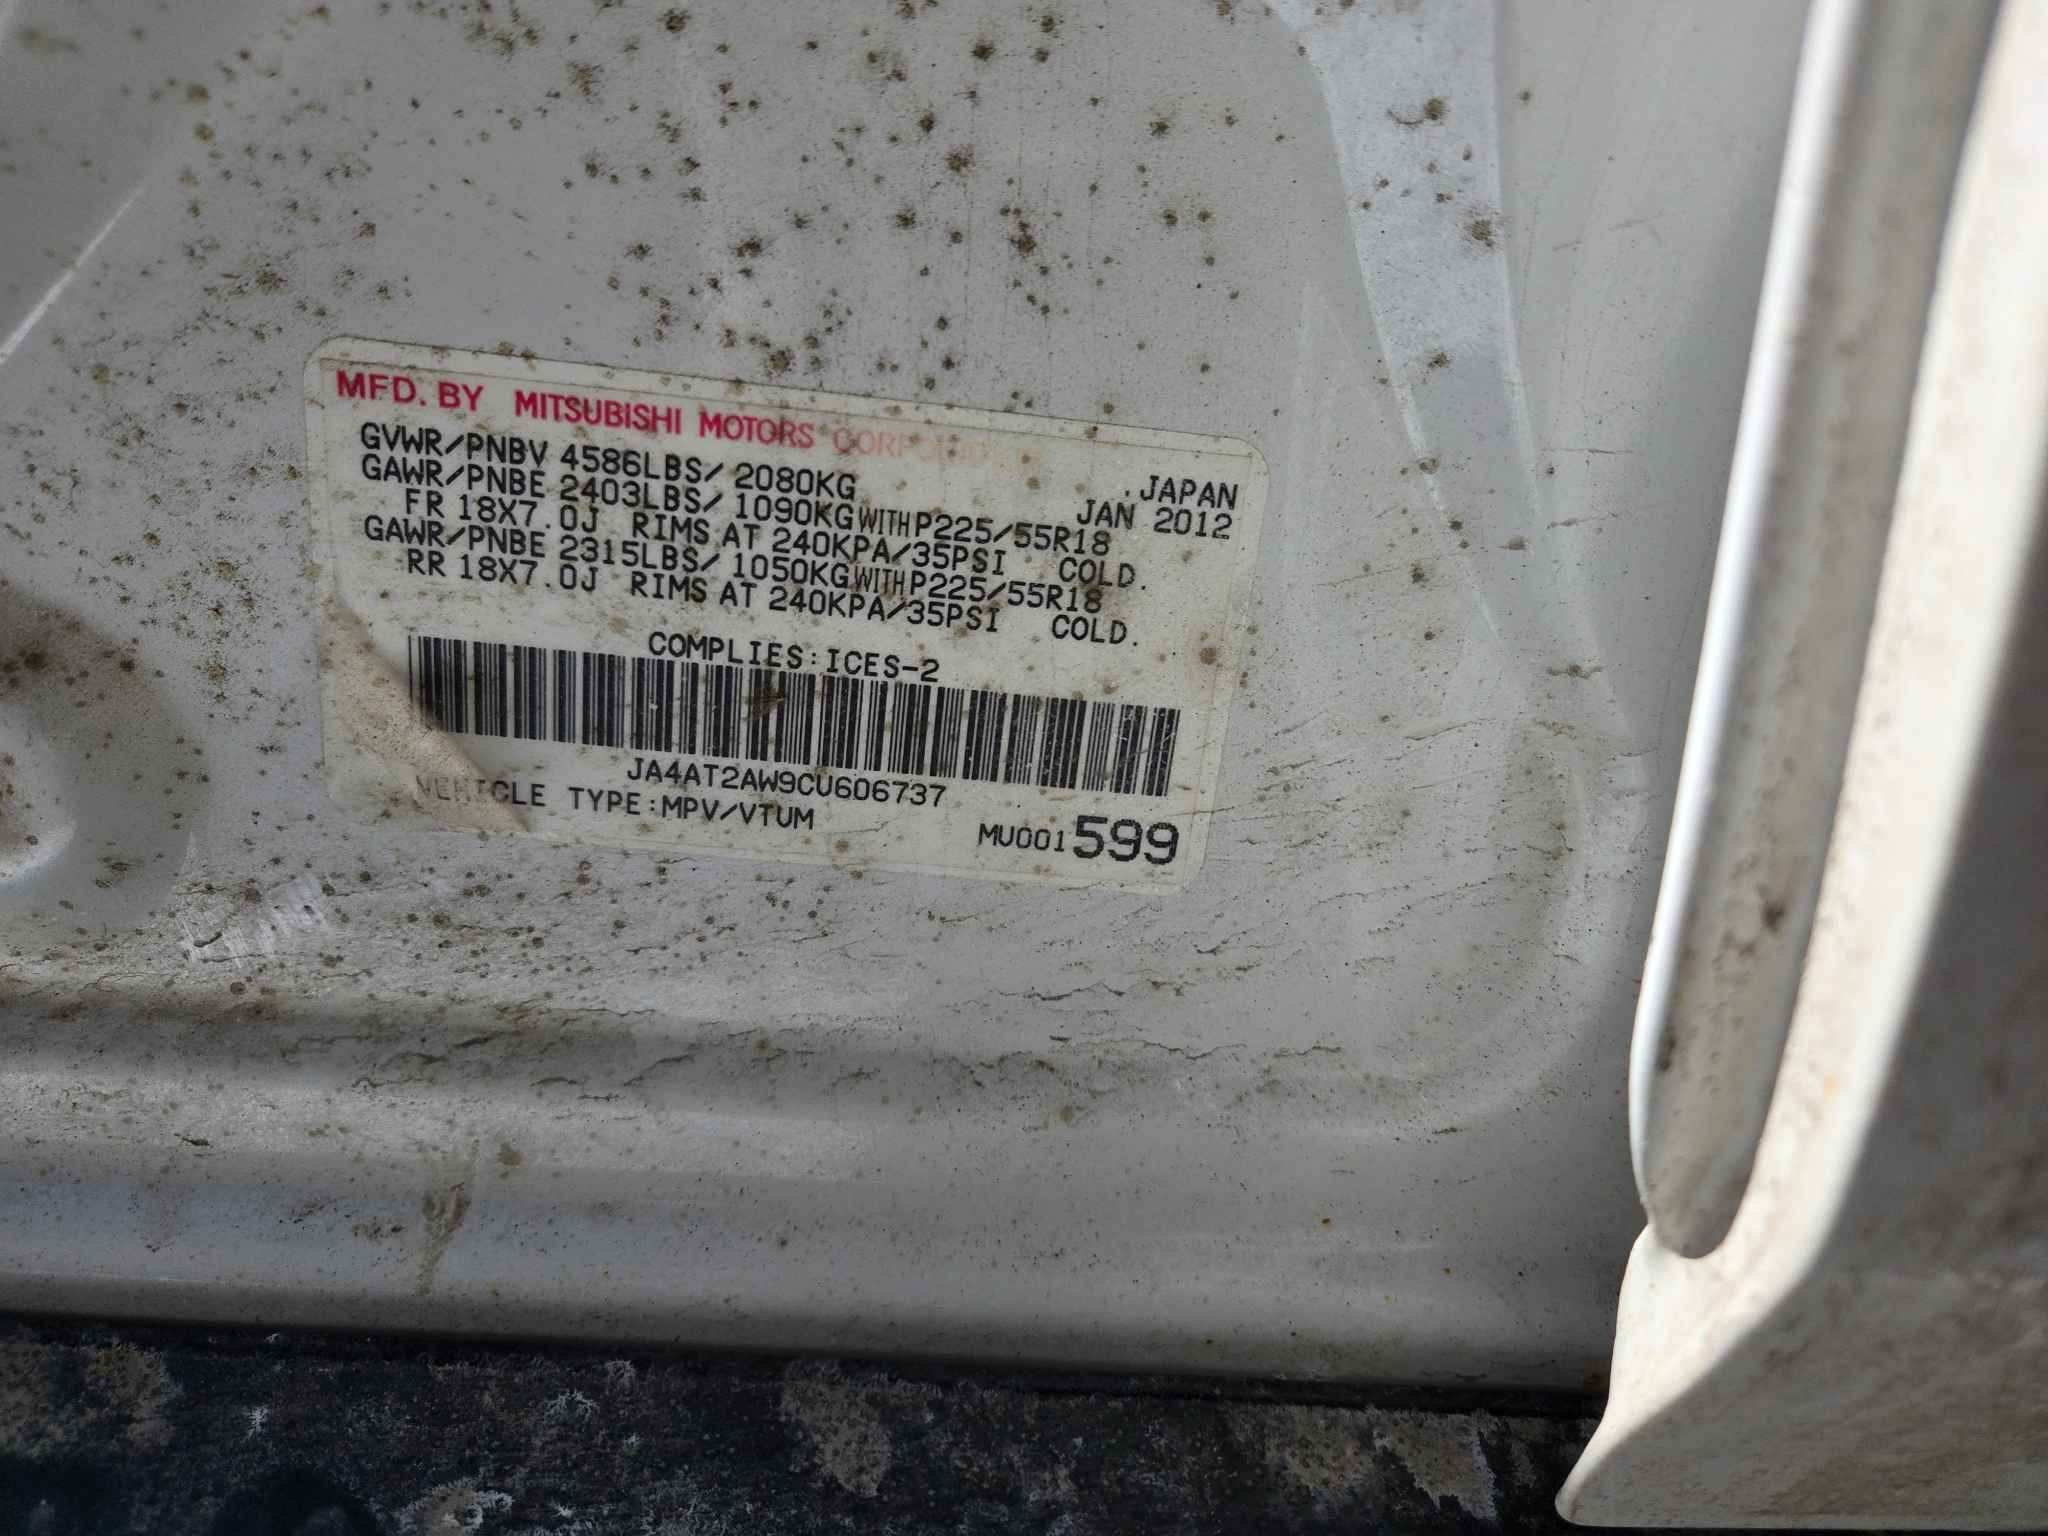 MFD. BY MITSUBISHI MOTORS CORPORATION
GVWR/PNBV 4586LBS/ 2080KG .JAPAN
GAWR/PNBE 2403LBS/ 1090KG WITH P225/55R18 JAN 2012
FR 18X7.0J RIMS AT 240KPA/35PSI COLD.
GAWR/PNBE 2315LBS/ 1050KG WITH P225/55R18
RR 18X7.0J RIMS AT 240KPA/35PSI COLD.
COMPLIES:ICES-2
JA4AT2AW9CU606737
VEHICLE TYPE:MPV/VTUM
MU001 599